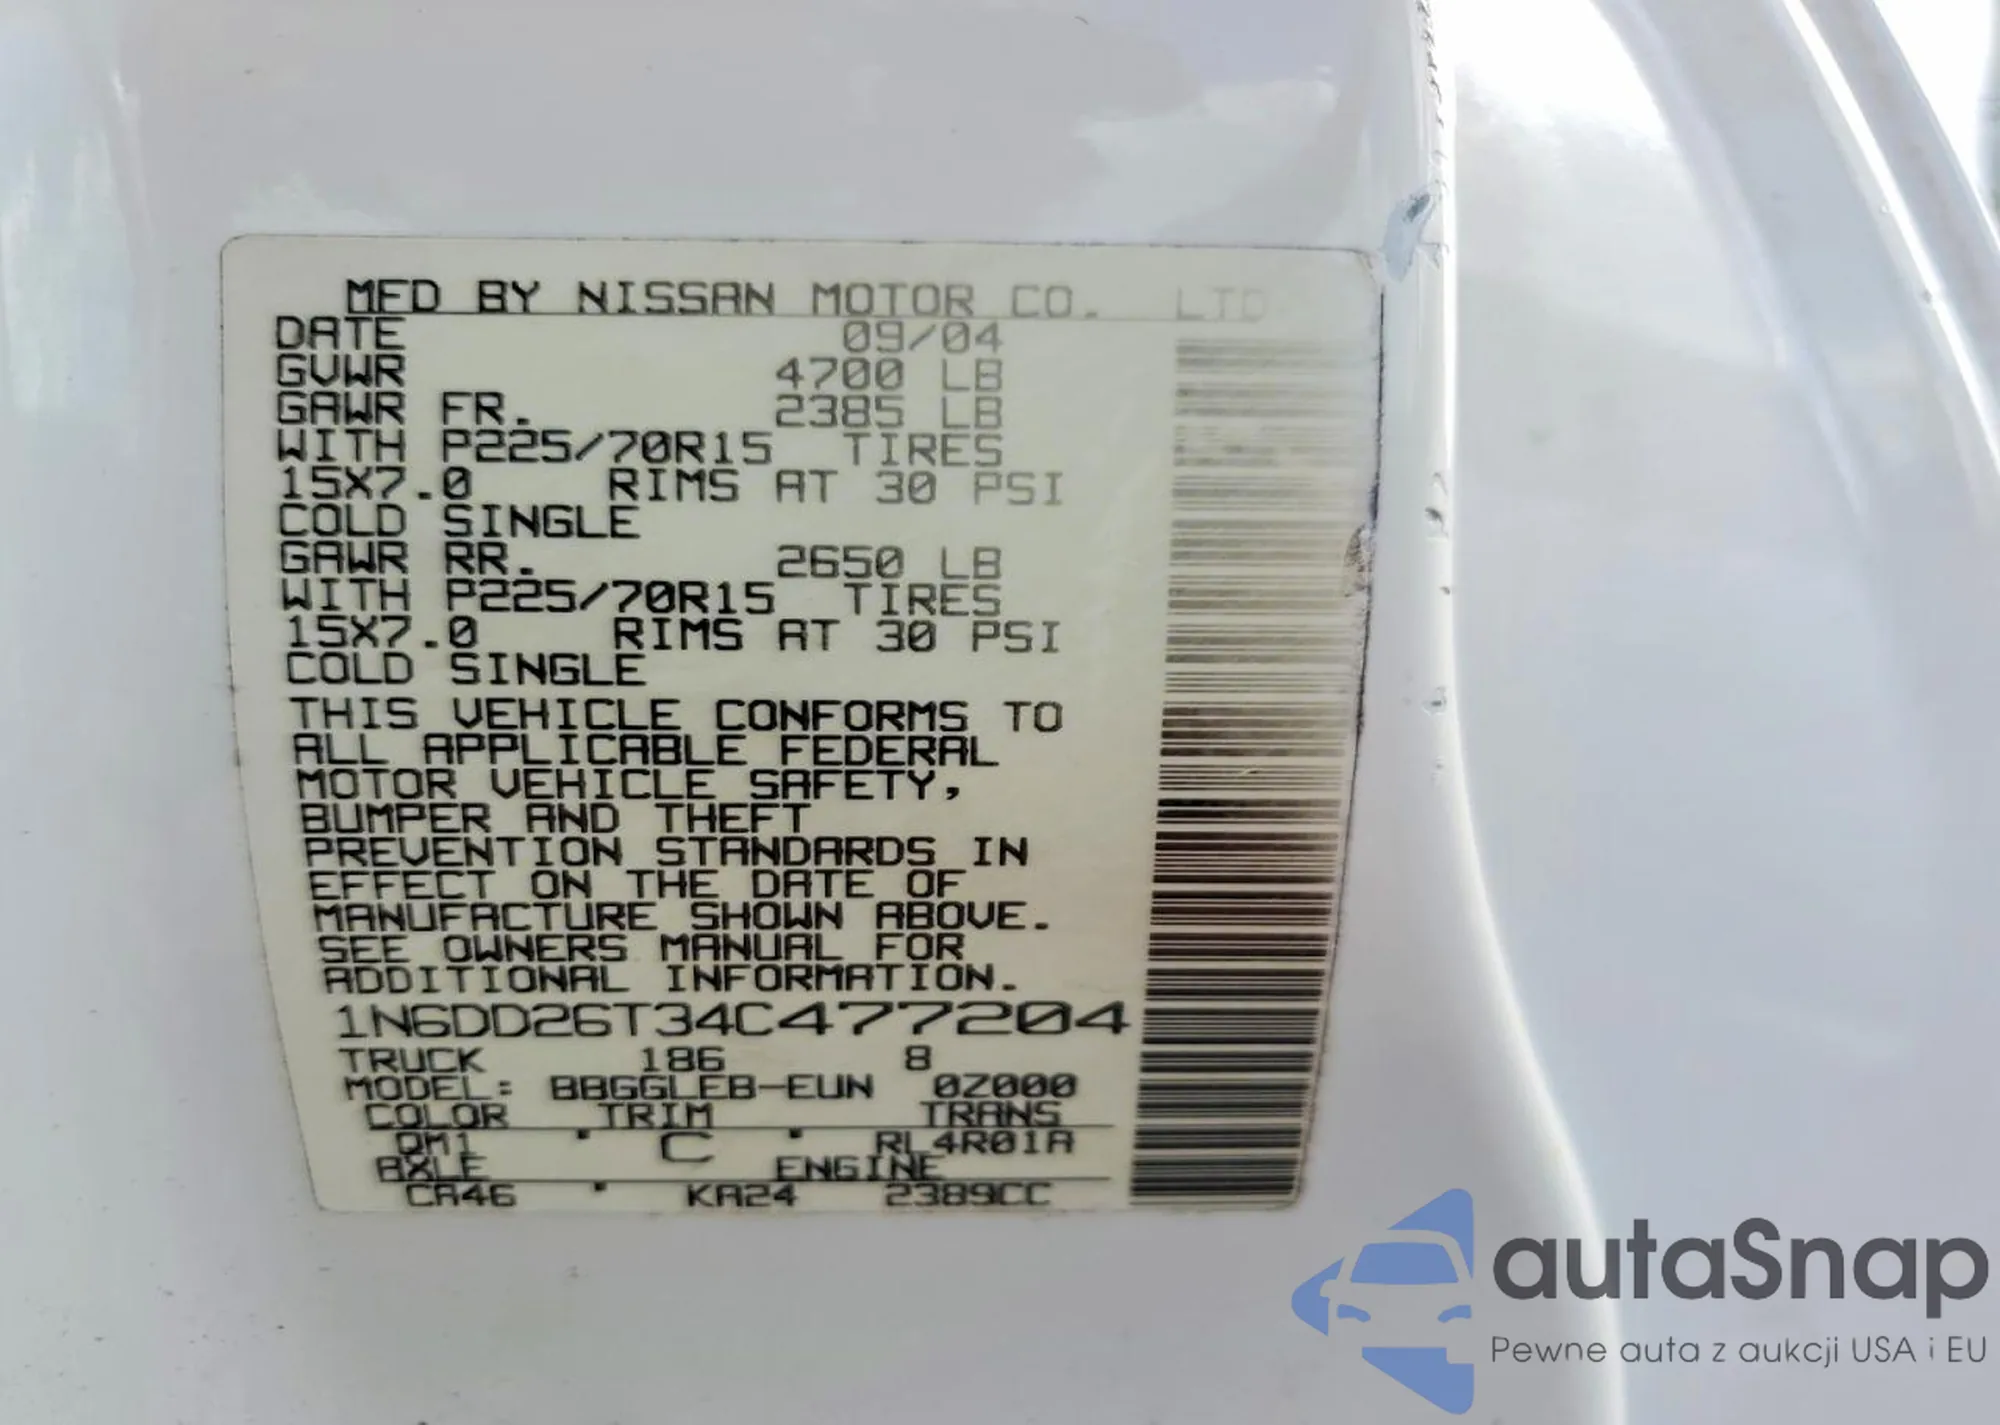 MFD BY NISSAN MOTOR CO. LTD
DATE 09/04
GVWR 4700 LB
GAWR FR. 2385 LB
WITH P225/70R15 TIRES
15X7.0 RIMS AT 30 PSI
COLD SINGLE
GAWR RR. 2650 LB
WITH P225/70R15 TIRES
15X7.0 RIMS AT 30 PSI
COLD SINGLE
THIS VEHICLE CONFORMS TO
ALL APPLICABLE FEDERAL
MOTOR VEHICLE SAFETY,
BUMPER AND THEFT
PREVENTION STANDARDS IN
EFFECT ON THE DATE OF
MANUFACTURE SHOWN ABOVE.
SEE OWNERS MANUAL FOR
ADDITIONAL INFORMATION.
1N6DD26T34C477204
TRUCK 186 8
MODEL: BBGGLEB-EUN 0Z000
COLOR TRIM TRANS
QM1 C RL4R01A
AXLE ENGINE
CA46 KA24 2389CC
autaSnap
Pewne auta z aukcji USA i EU